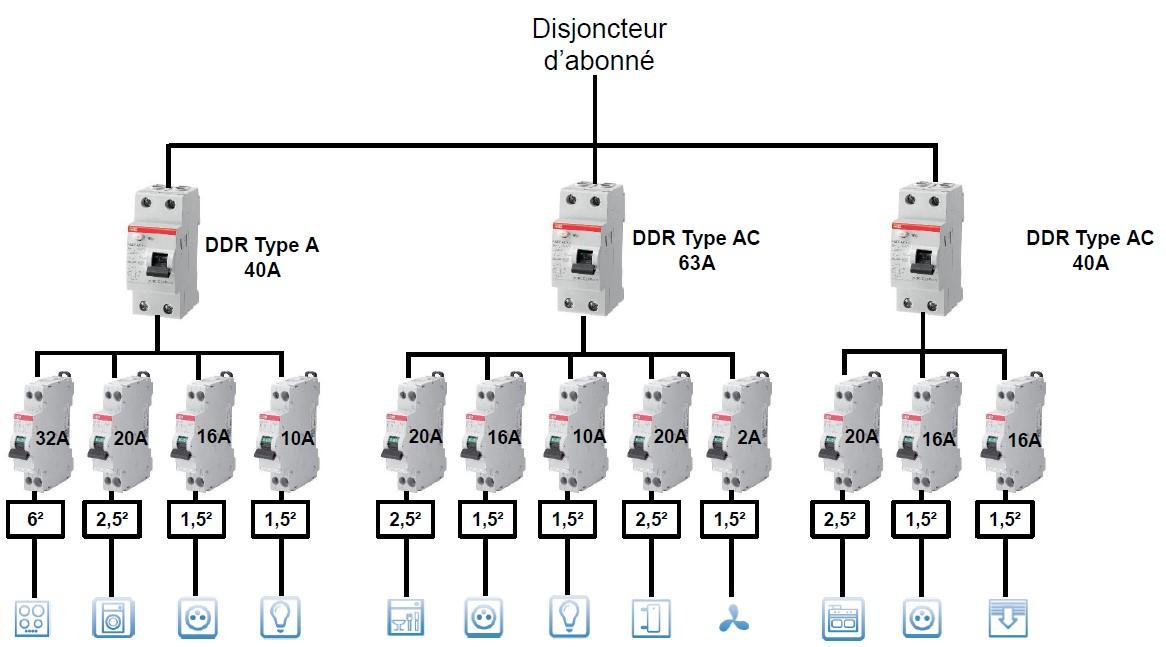 Disjoncteur
d’abonné
DDR Type A
40A
DDR Type AC
63A
DDR Type AC
40A
32A 20A 16A 10A 20A 16A 10A 20A 2A 20A 16A 16A
6² 2,5² 1,5² 1,5² 2,5² 1,5² 1,5² 2,5² 1,5² 2,5² 1,5² 1,5²